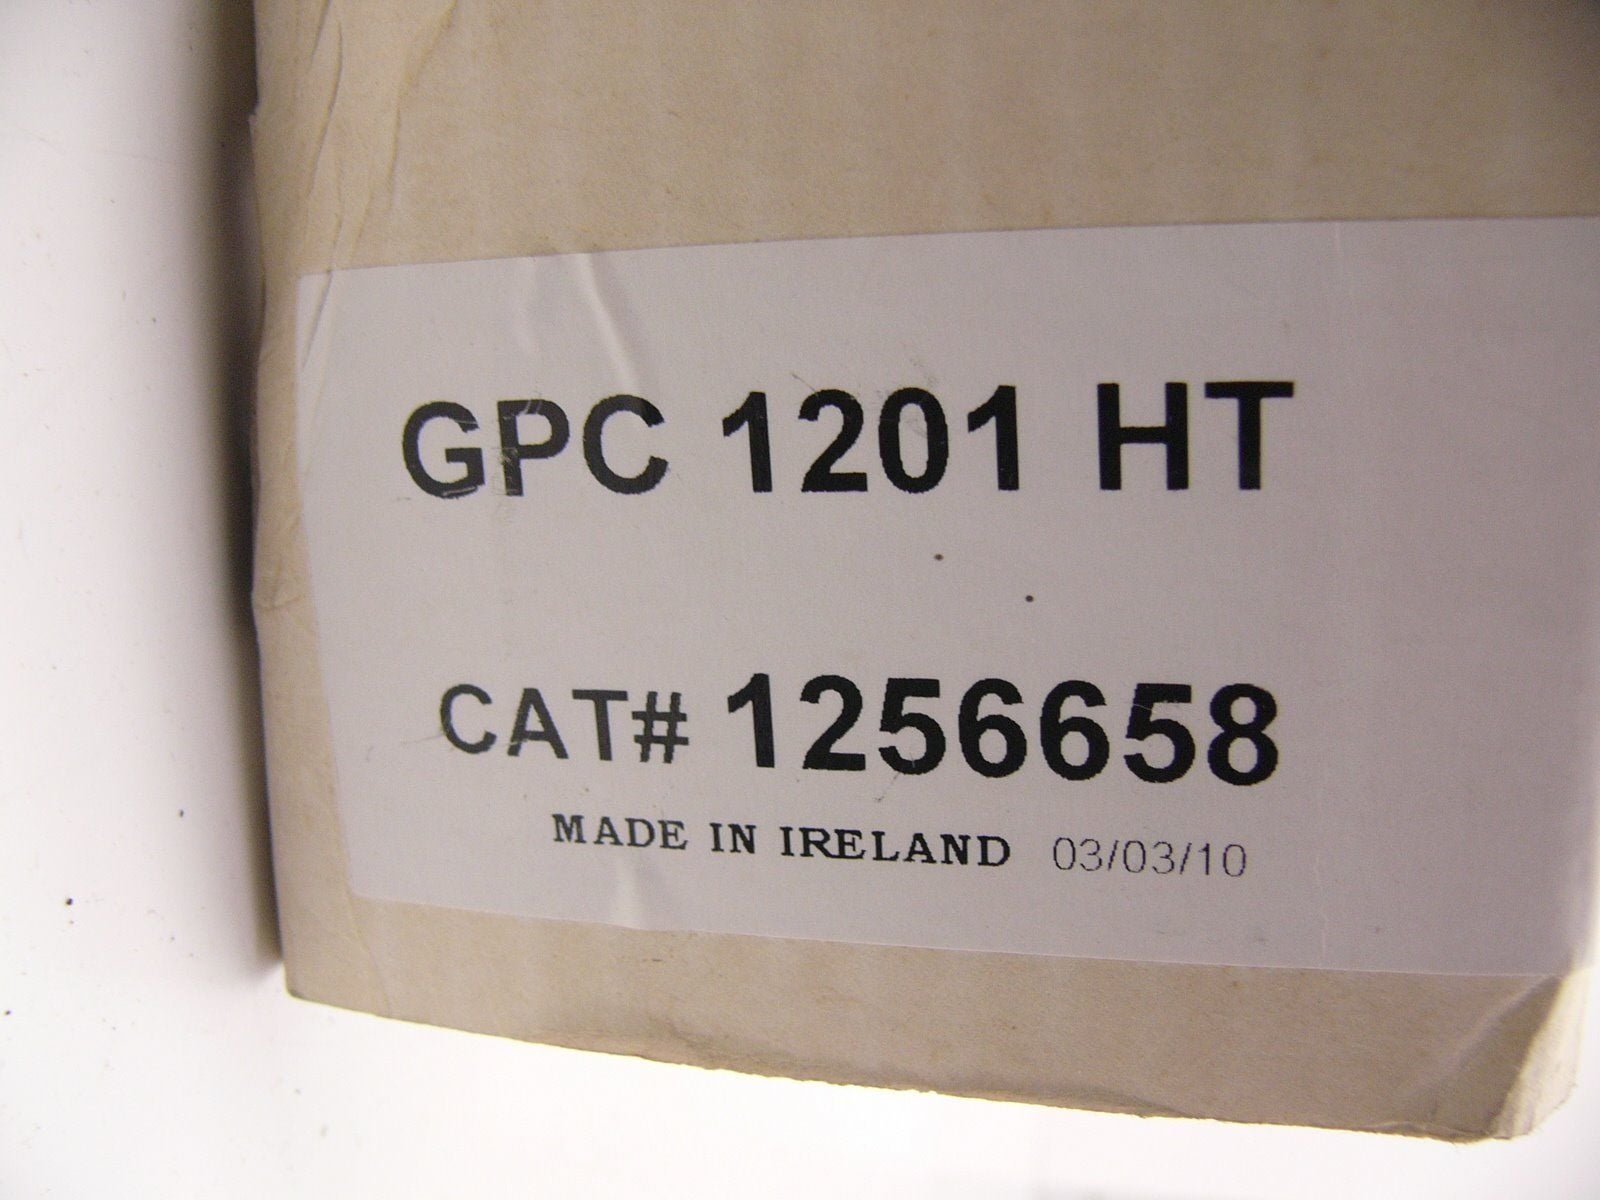 GPC 1201 HT
CAT# 1256658
MADE IN IRELAND 03/03/10